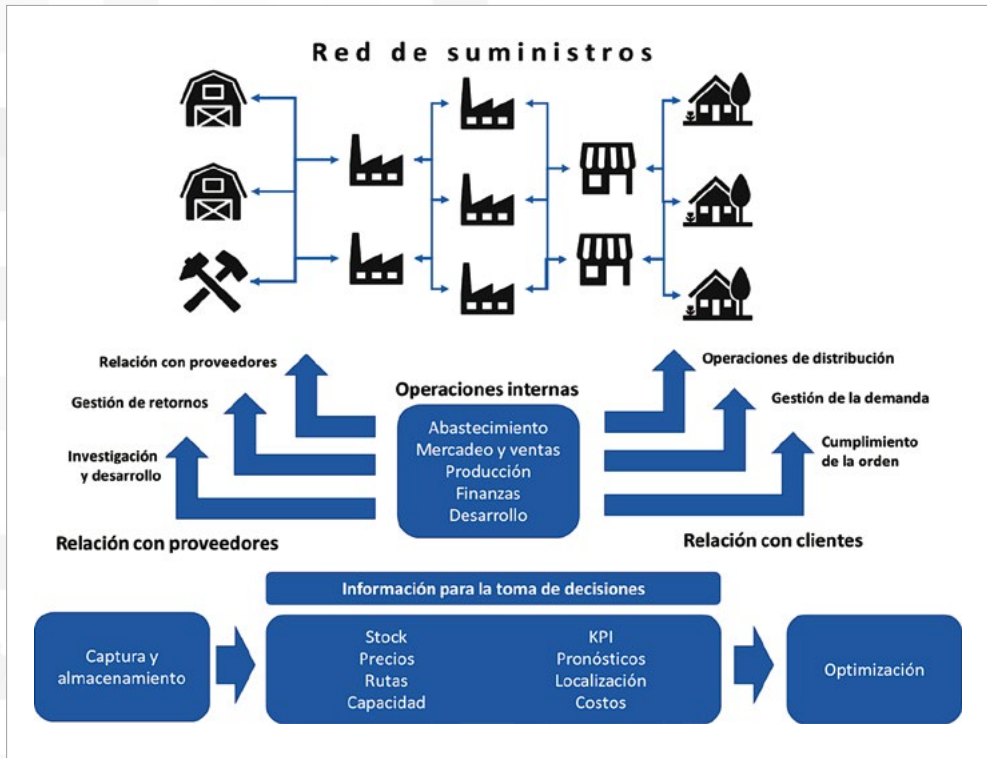 Red de suministros
Relación con proveedores
Gestión de retornos
Investigación
y desarrollo
Relación con proveedores
Operaciones internas
Abastecimiento
Mercadeo y ventas
Producción
Finanzas
Desarrollo
Operaciones de distribución
Gestión de la demanda
Cumplimiento
de la orden
Relación con clientes
Información para la toma de decisiones
Captura y
almacenamiento
Stock
Precios
Rutas
Capacidad
KPI
Pronósticos
Localización
Costos
Optimización